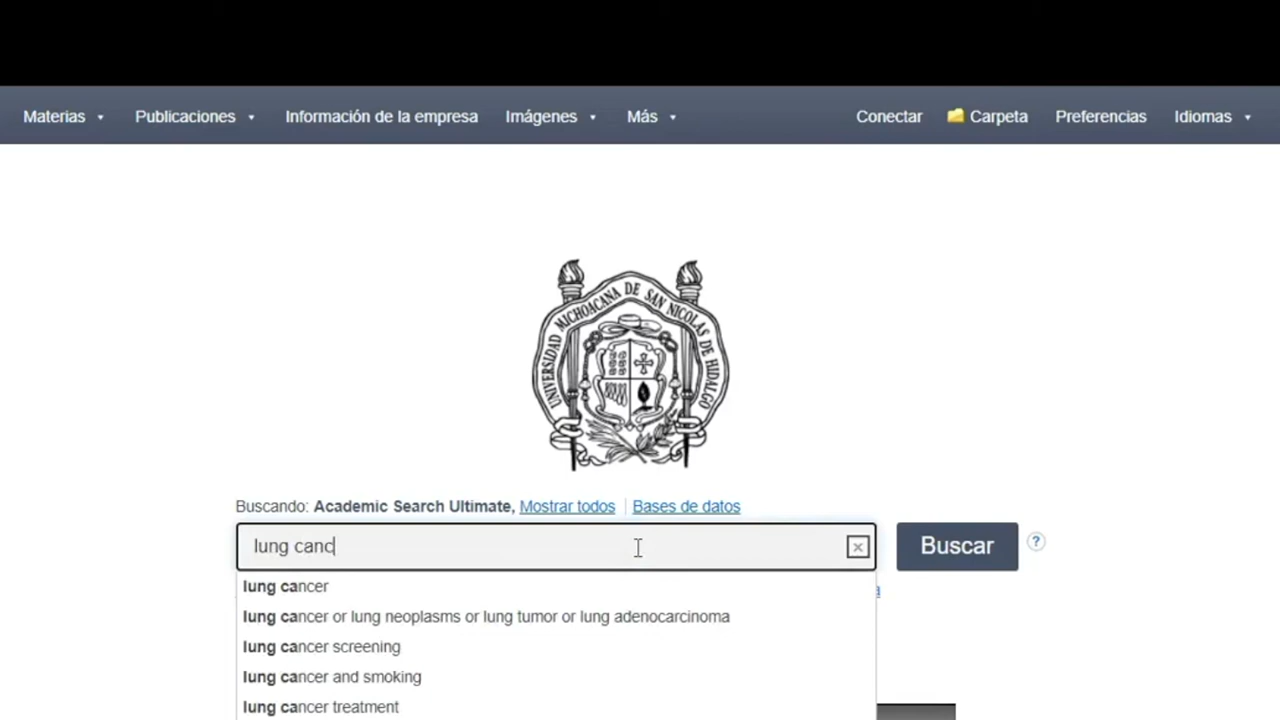 Materias Publicaciones Información de la empresa Imágenes Más Conectar Carpeta Preferencias Idiomas
UNIVERSIDAD MICHOACANA DE SAN NICOLAS DE HIDALGO
Buscando: Academic Search Ultimate, Mostrar todos Bases de datos
lung canc Buscar ?
lung cancer
lung cancer or lung neoplasms or lung tumor or lung adenocarcinoma
lung cancer screening
lung cancer and smoking
lung cancer treatment